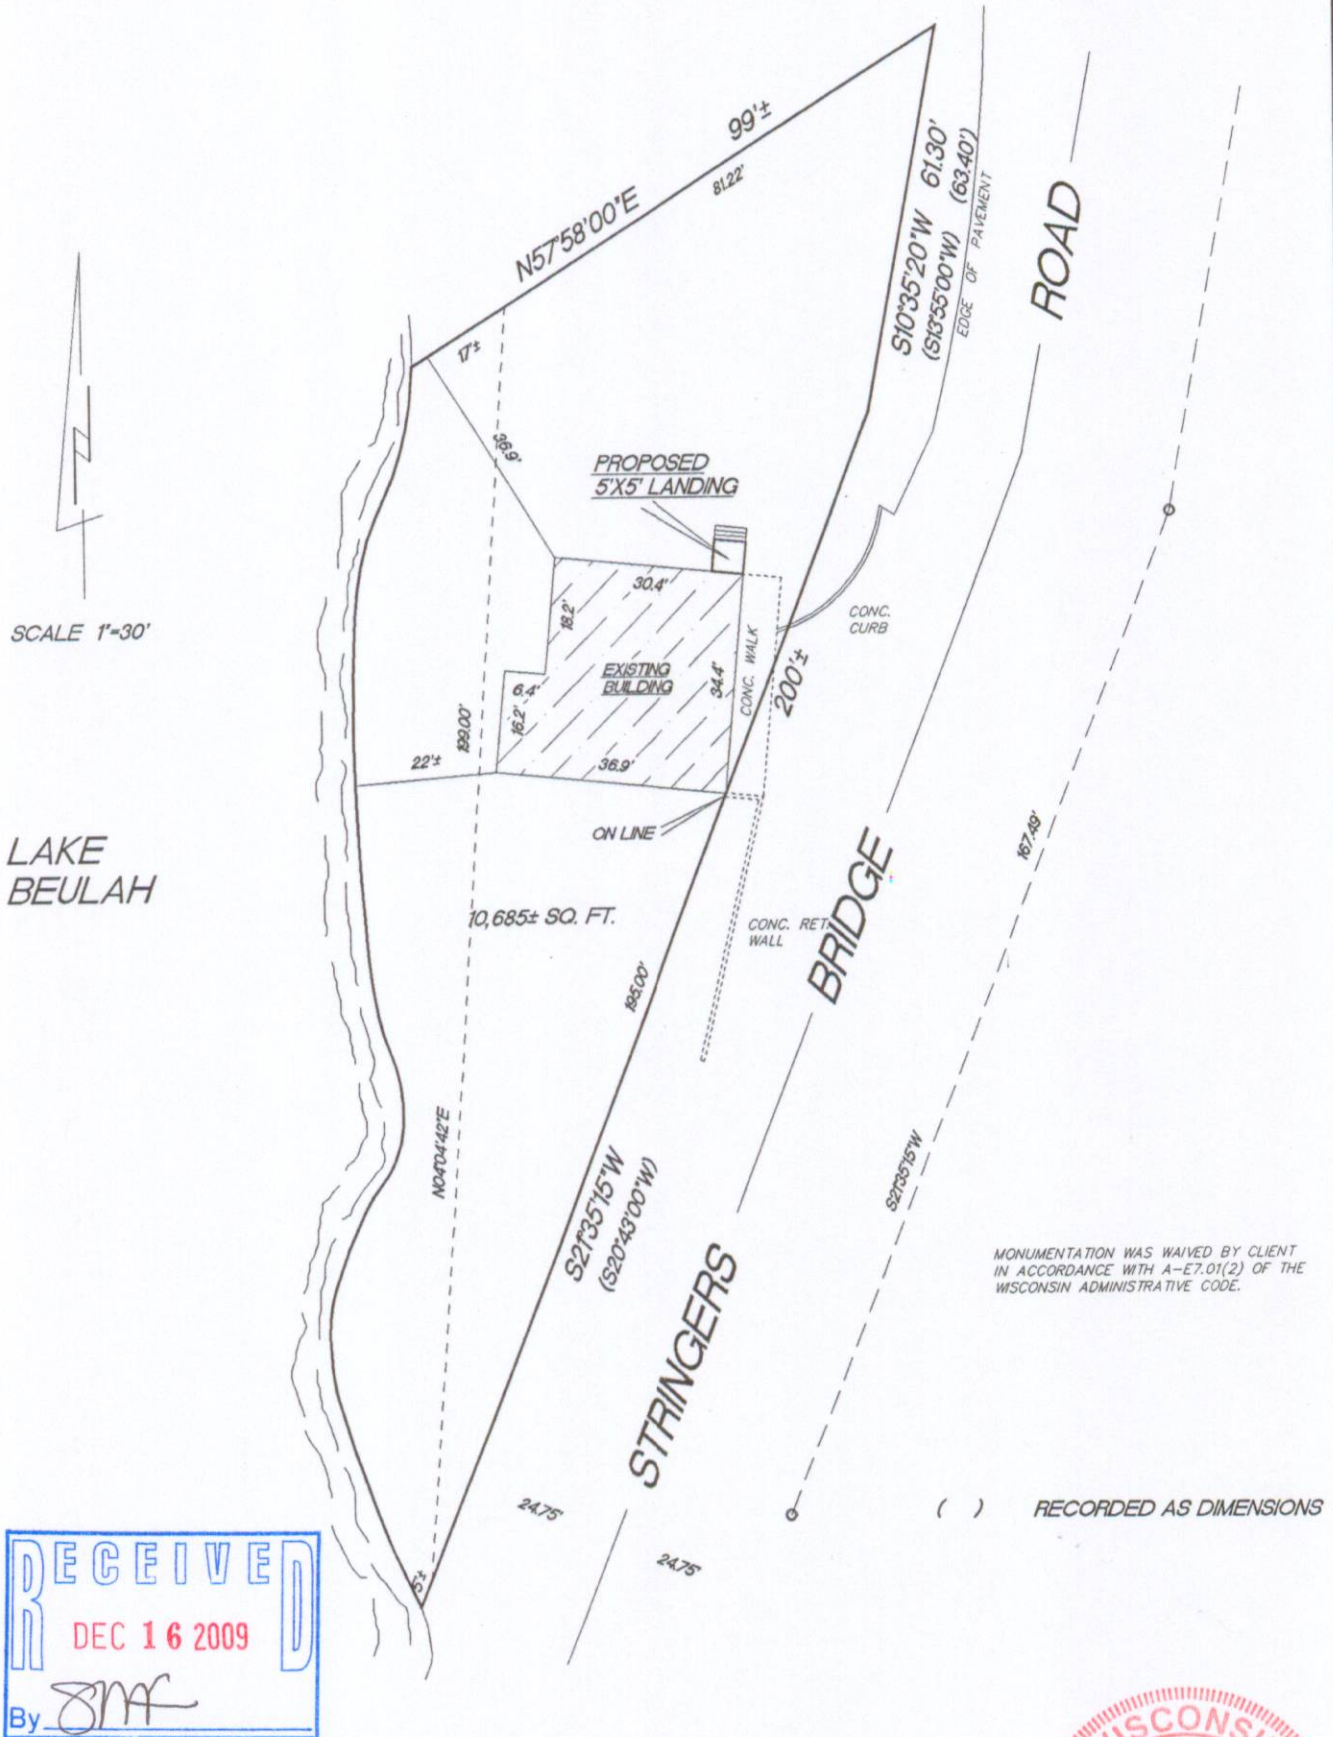 99'±
81.22'
N57°58'00"E
17'±
S10°35'20"W 61.30'
(S13°55'00"W) (63.40')
EDGE OF PAVEMENT
ROAD
36.9'
PROPOSED
5'X5' LANDING
30.4'
18.2'
SCALE 1"=30'
CONC.
CURB
EXISTING
BUILDING
6.4'
16.2'
34.4'
CONC. WALK
200'±
199.00'
22'±
36.9'
ON LINE
LAKE
BEULAH
167.49'
10,685± SQ. FT.
CONC. RET.
WALL
BRIDGE
195.00'
N04°04'42"E
S21°35'15"W
(S20°43'00"W)
S21°35'15"W
STRINGERS
MONUMENTATION WAS WAIVED BY CLIENT
IN ACCORDANCE WITH A-E7.01(2) OF THE
WISCONSIN ADMINISTRATIVE CODE.
24.75'
24.75'
( ) RECORDED AS DIMENSIONS
5'±
RECEIVED
DEC 16 2009
By
WISCONSIN